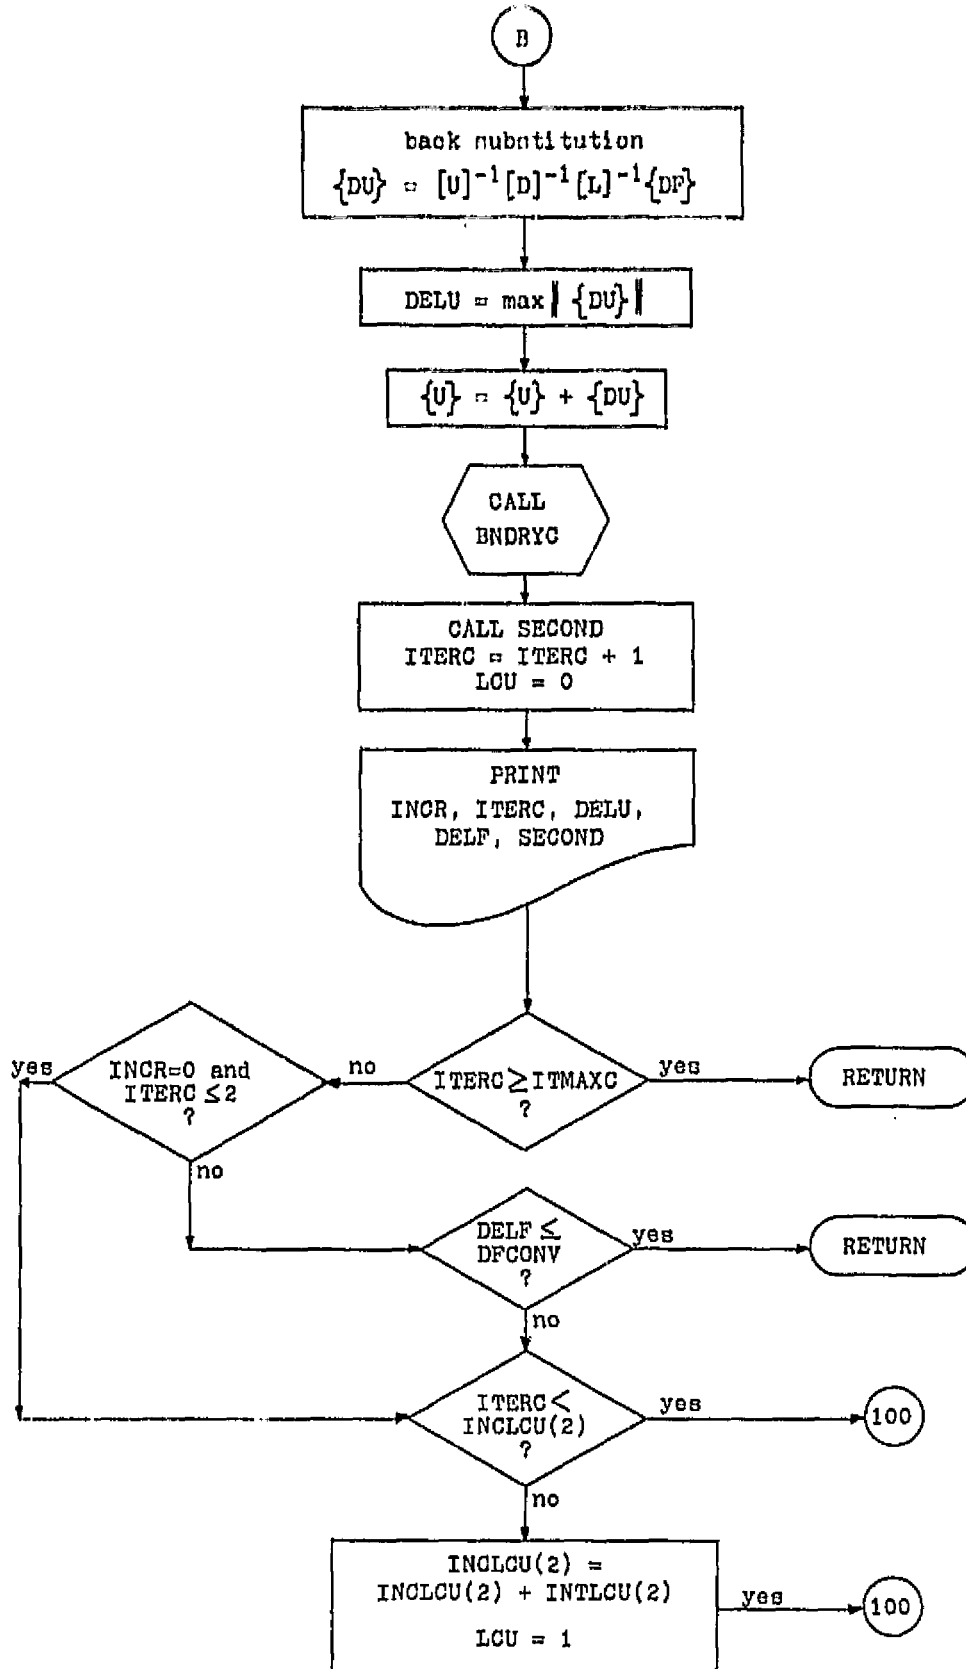 B
back substitution
{DU} = [U]⁻¹[D]⁻¹[L]⁻¹{DF}
DELU = max‖{DU}‖
{U} = {U} + {DU}
CALL
BNDRYC
CALL SECOND
ITERC = ITERC + 1
LCU = 0
PRINT
INCR, ITERC, DELU,
DELF, SECOND
yes
INCR=0 and
ITERC ≤2
?
no
ITERC≥ITMAXC
?
yes
RETURN
no
DELF ≤
DFCONV
?
yes
RETURN
no
ITERC<
INCLCU(2)
?
yes
100
no
INCLCU(2) =
INCLCU(2) + INTLCU(2)
LCU = 1
yes
100